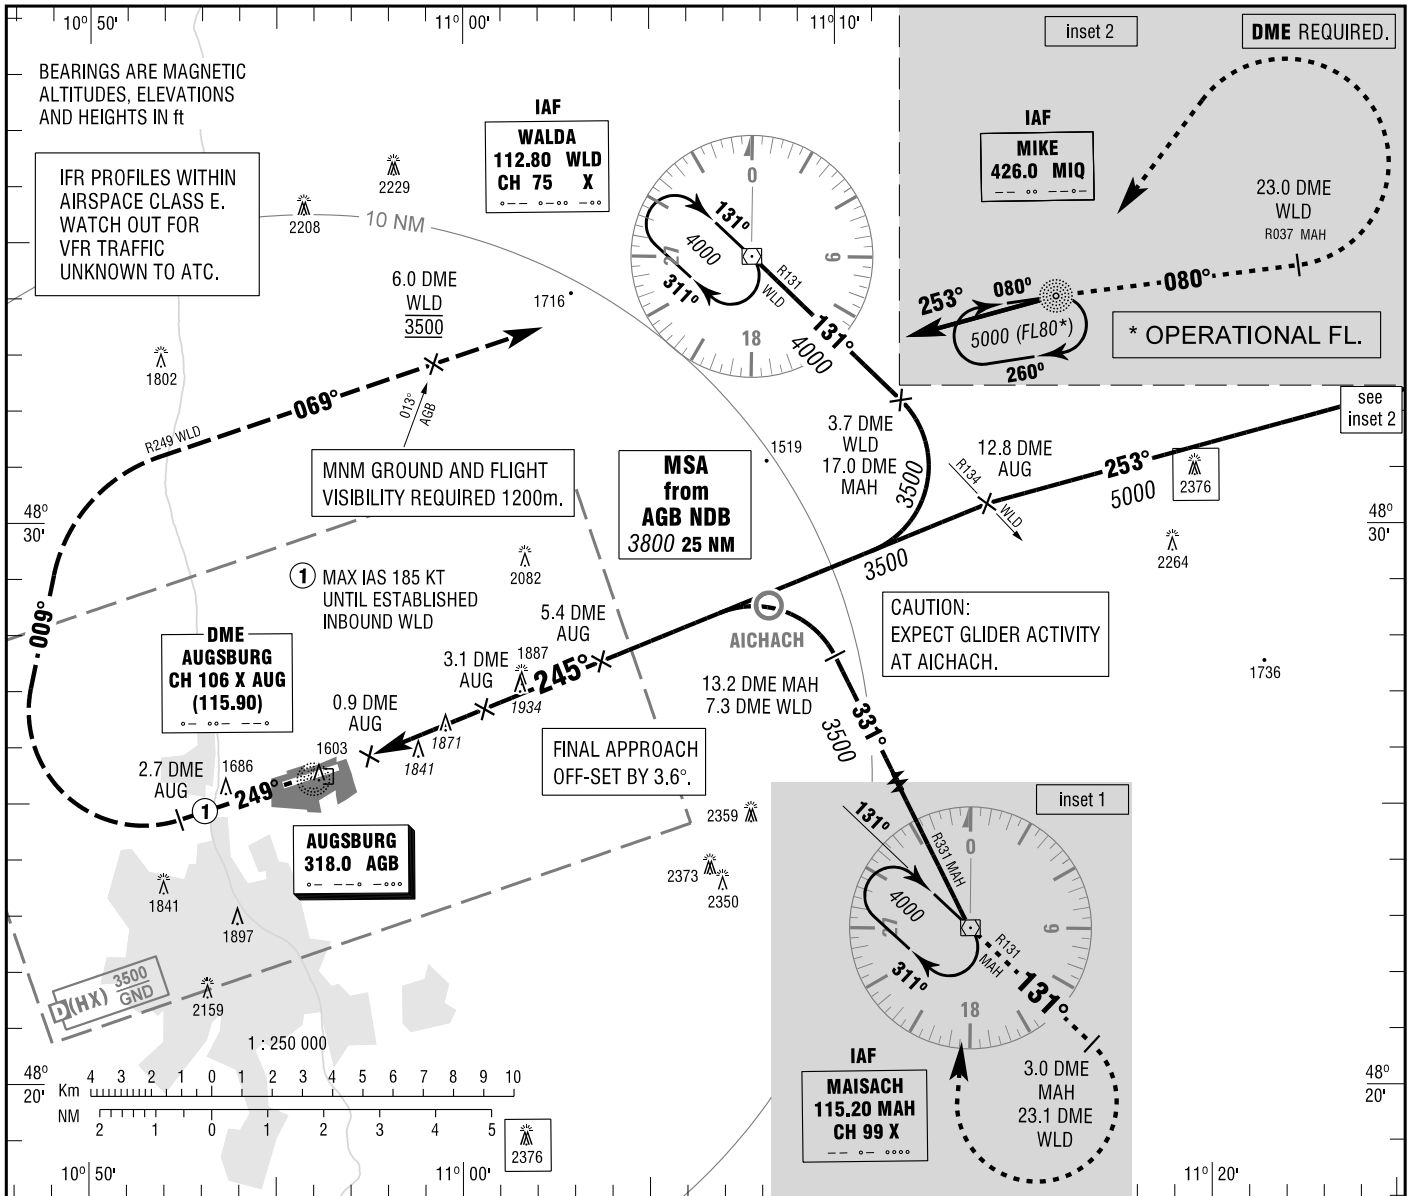 10° 50'
11° 00'
11° 10'
inset 2
DME REQUIRED.
BEARINGS ARE MAGNETIC
ALTITUDES, ELEVATIONS
AND HEIGHTS IN ft
IFR PROFILES WITHIN
AIRSPACE CLASS E.
WATCH OUT FOR
VFR TRAFFIC
UNKNOWN TO ATC.
2229
2208
10 NM
IAF
WALDA
112.80 WLD
CH 75 X
0
6
18
27
131°
4000
311°
R131
WLD
131°
4000
IAF
MIKE
426.0 MIQ
23.0 DME
WLD
R037 MAH
080°
253°
080°
5000 (FL80*)
260°
* OPERATIONAL FL.
see
inset 2
6.0 DME
WLD
3500
1716
1802
069°
R249 WLD
013°
AGB
MNM GROUND AND FLIGHT
VISIBILITY REQUIRED 1200m.
MSA
from
AGB NDB
3800 25 NM
1519
3.7 DME
WLD
17.0 DME
MAH
3500
12.8 DME
AUG
R134
WLD
253°
5000
2376
2264
48°
30'
48°
30'
3500
1 MAX IAS 185 KT
UNTIL ESTABLISHED
INBOUND WLD
2082
009°
DME
AUGSBURG
CH 106 X AUG
(115.90)
5.4 DME
AUG
3.1 DME
AUG
1887
1934
245°
0.9 DME
AUG
AICHACH
CAUTION:
EXPECT GLIDER ACTIVITY
AT AICHACH.
1736
13.2 DME MAH
7.3 DME WLD
331°
3500
FINAL APPROACH
OFF-SET BY 3.6°.
1871
1841
1603
1686
2.7 DME
AUG
1
249°
AUGSBURG
318.0 AGB
2359
2373
2350
1841
1897
2159
D(HX) 3500
GND
inset 1
131°
R331 MAH
0
6
18
27
4000
311°
R131
MAH
131°
IAF
MAISACH
115.20 MAH
CH 99 X
3.0 DME
MAH
23.1 DME
WLD
1 : 250 000
48°
20'
48°
20'
Km 4 3 2 1 0 1 2 3 4 5 6 7 8 9 10
NM 2 1 0 1 2 3 4 5
2376
10° 50'
11° 00'
11° 20'